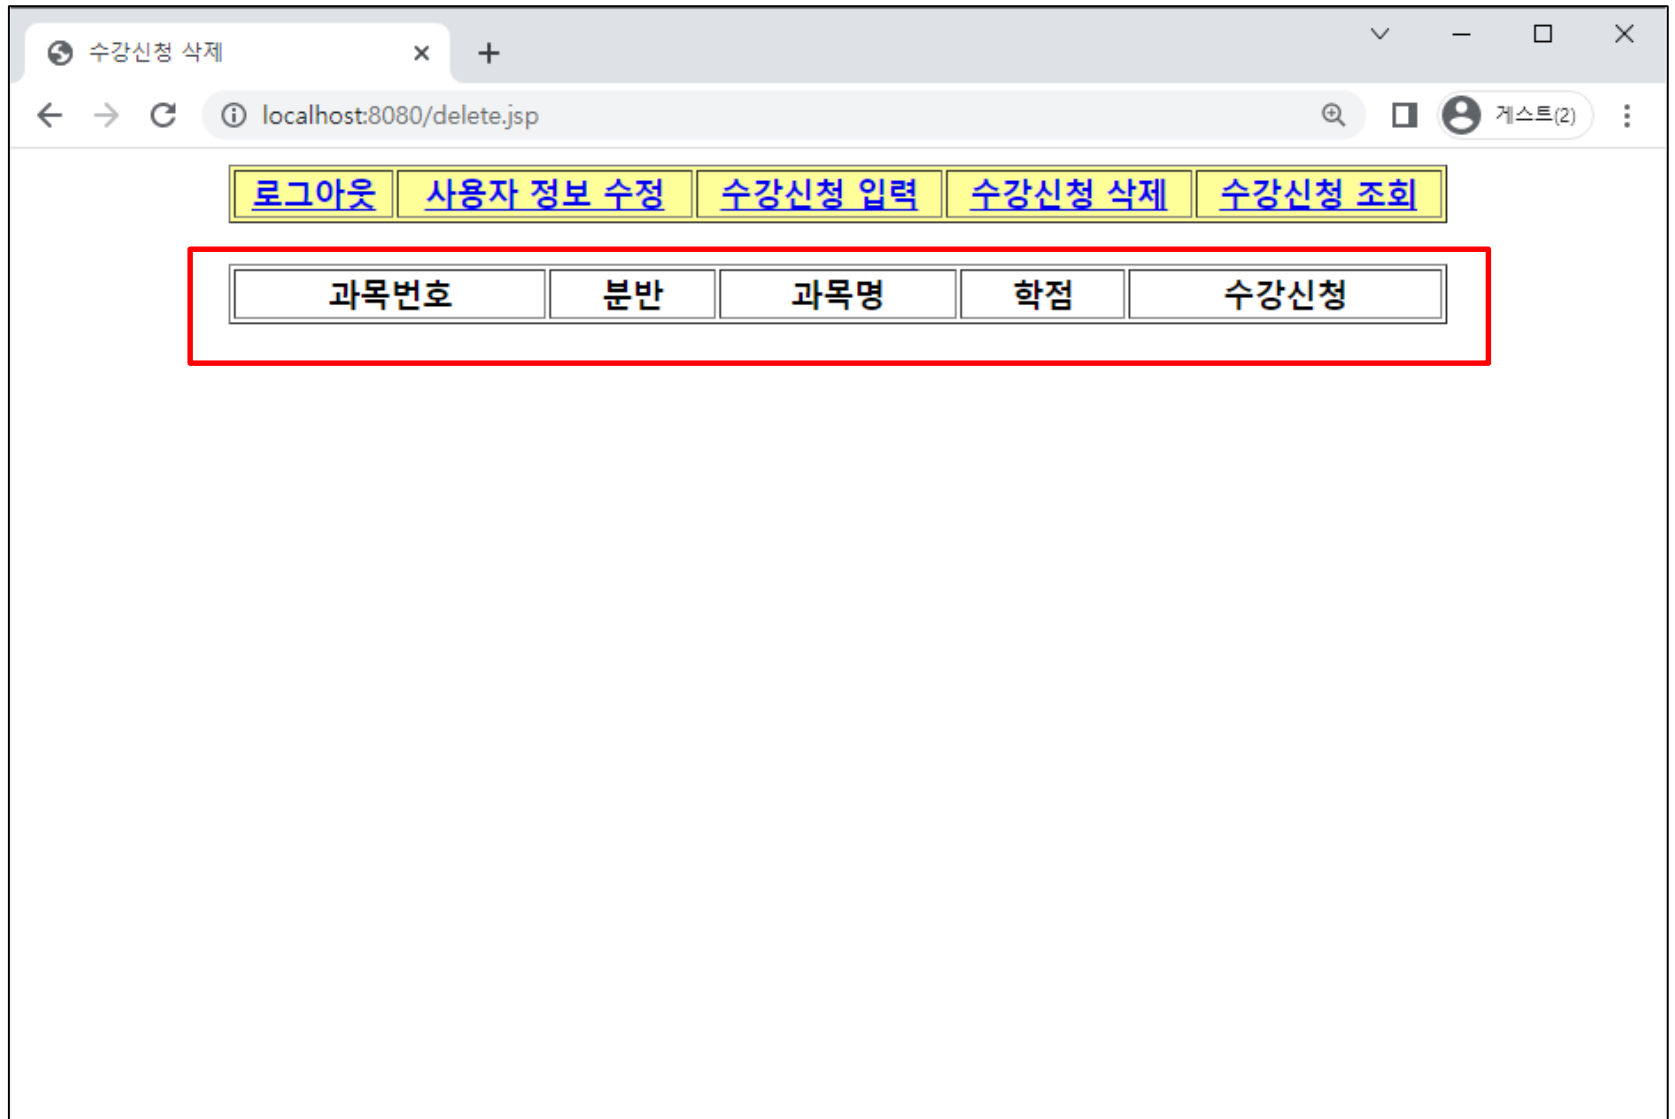 수강신청 삭제
localhost:8080/delete.jsp
게스트(2)
로그아웃 사용자 정보 수정 수강신청 입력 수강신청 삭제 수강신청 조회
과목번호 분반 과목명 학점 수강신청